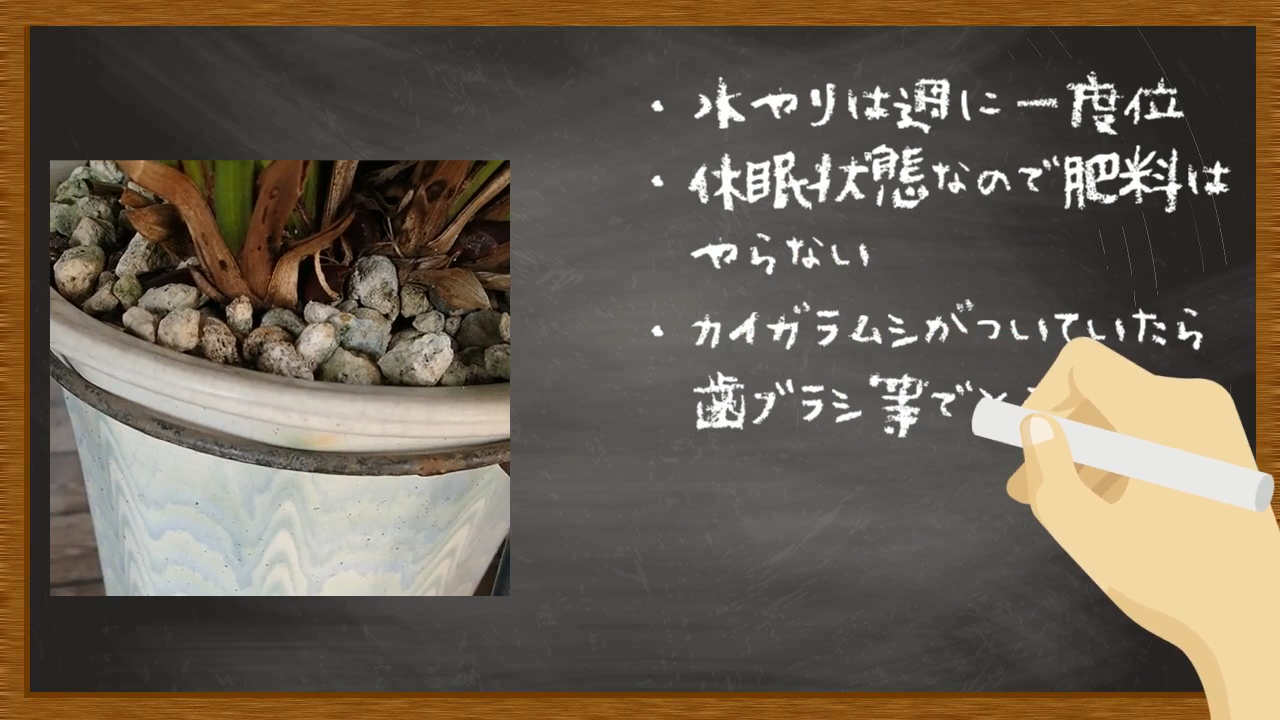 ・水やりは週に一度位
・休眠状態なので肥料は
やらない
・カイガラムシがついていたら
歯ブラシ等で